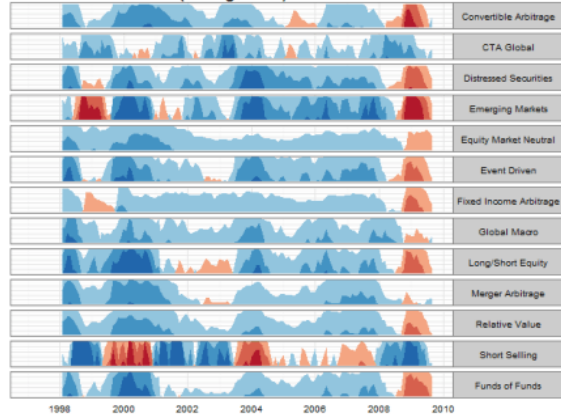 Convertible Arbitrage
CTA Global
Distressed Securities
Emerging Markets
Equity Market Neutral
Event Driven
Fixed Income Arbitrage
Global Macro
Long/Short Equity
Merger Arbitrage
Relative Value
Short Selling
Funds of Funds
1998 2000 2002 2004 2006 2008 2010